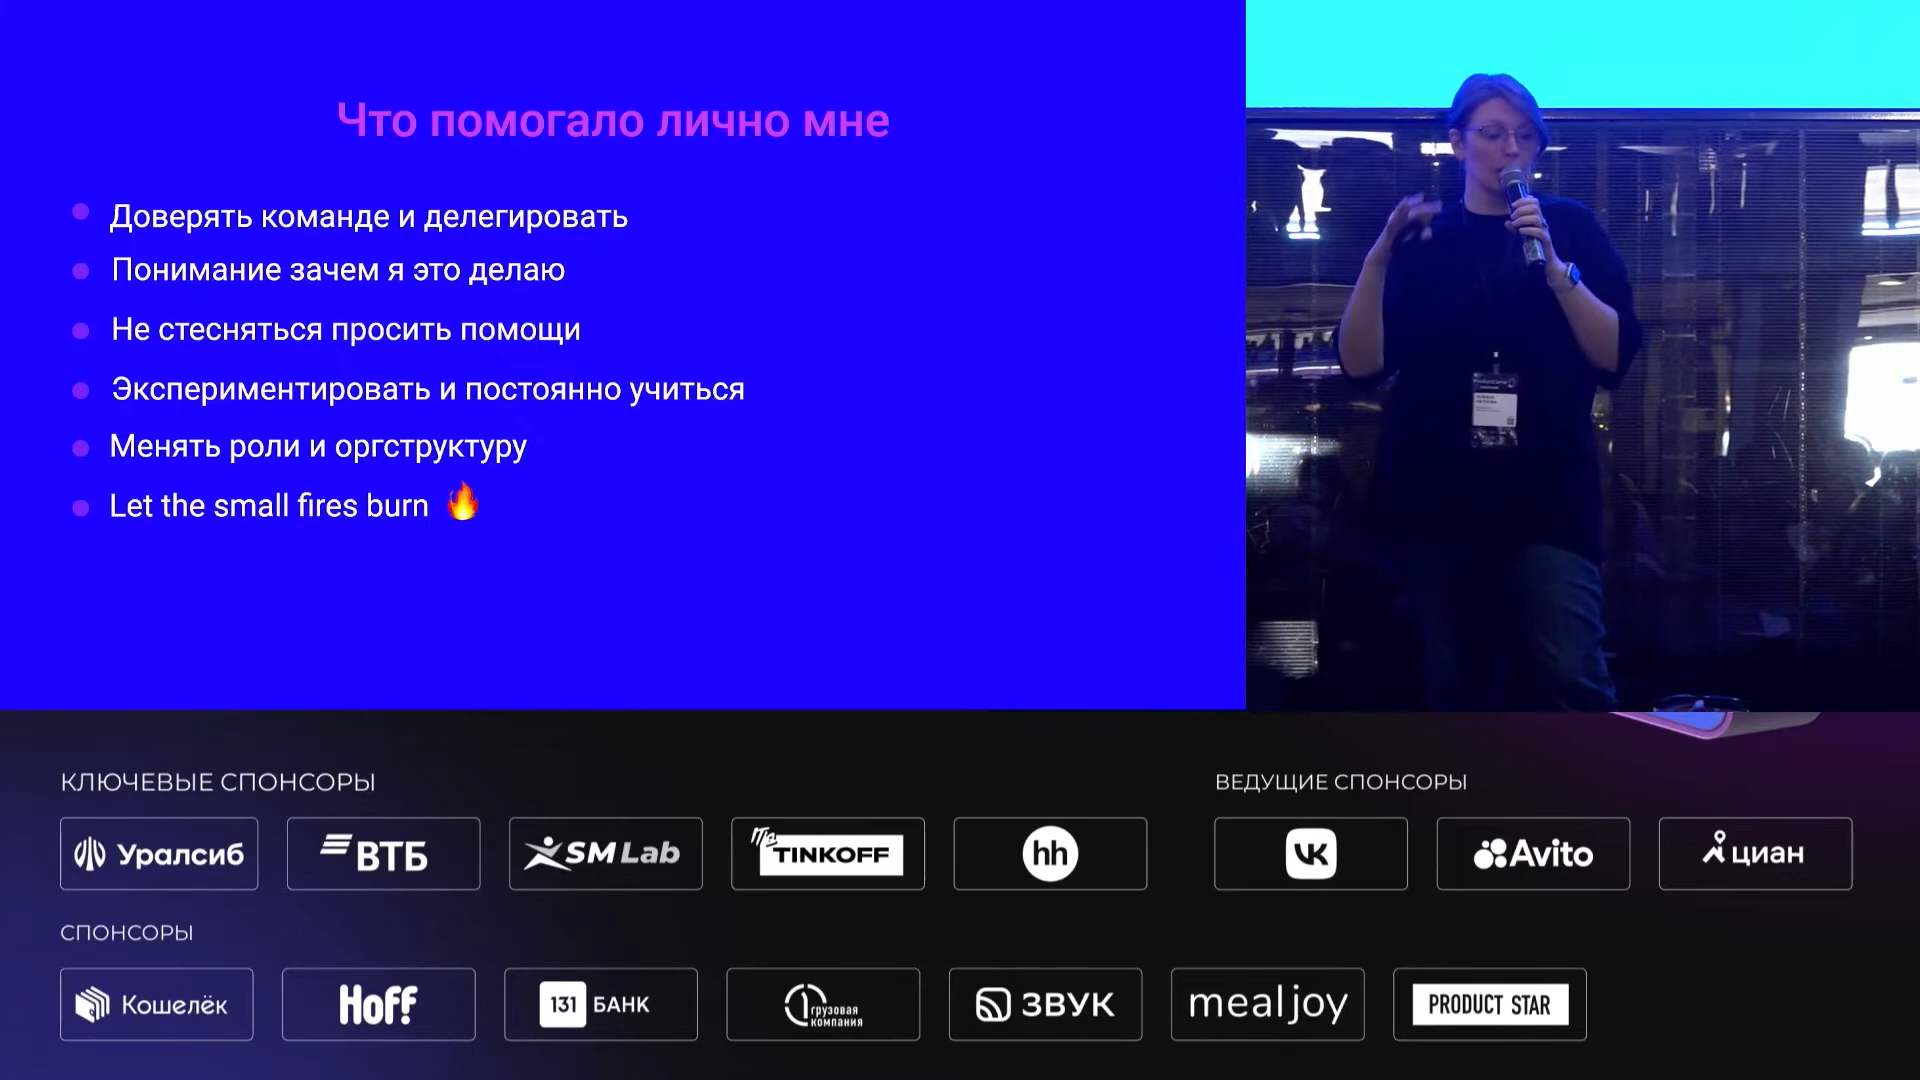 Что помогало лично мне
Доверять команде и делегировать
Понимание зачем я это делаю
Не стесняться просить помощи
Экспериментировать и постоянно учиться
Менять роли и оргструктуру
Let the small fires burn
КЛЮЧЕВЫЕ СПОНСОРЫ
Уралсиб
ВТБ
SM Lab
TINKOFF
hh
ВЕДУЩИЕ СПОНСОРЫ
VK
Avito
циан
СПОНСОРЫ
Кошелёк
Hoff
131 БАНК
1 грузовая
компания
ЗВУК
mealjoy
PRODUCT STAR